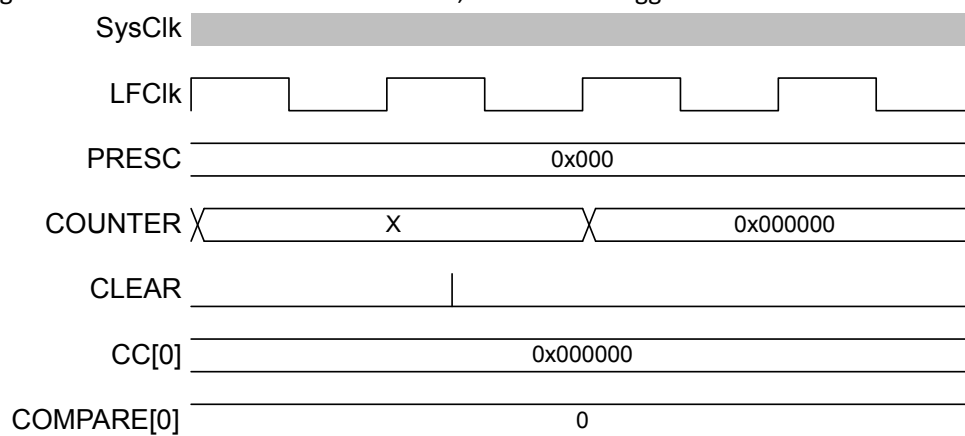 SysClk
LFClk
PRESC 0x000
COUNTER X 0x000000
CLEAR
CC[0] 0x000000
COMPARE[0] 0